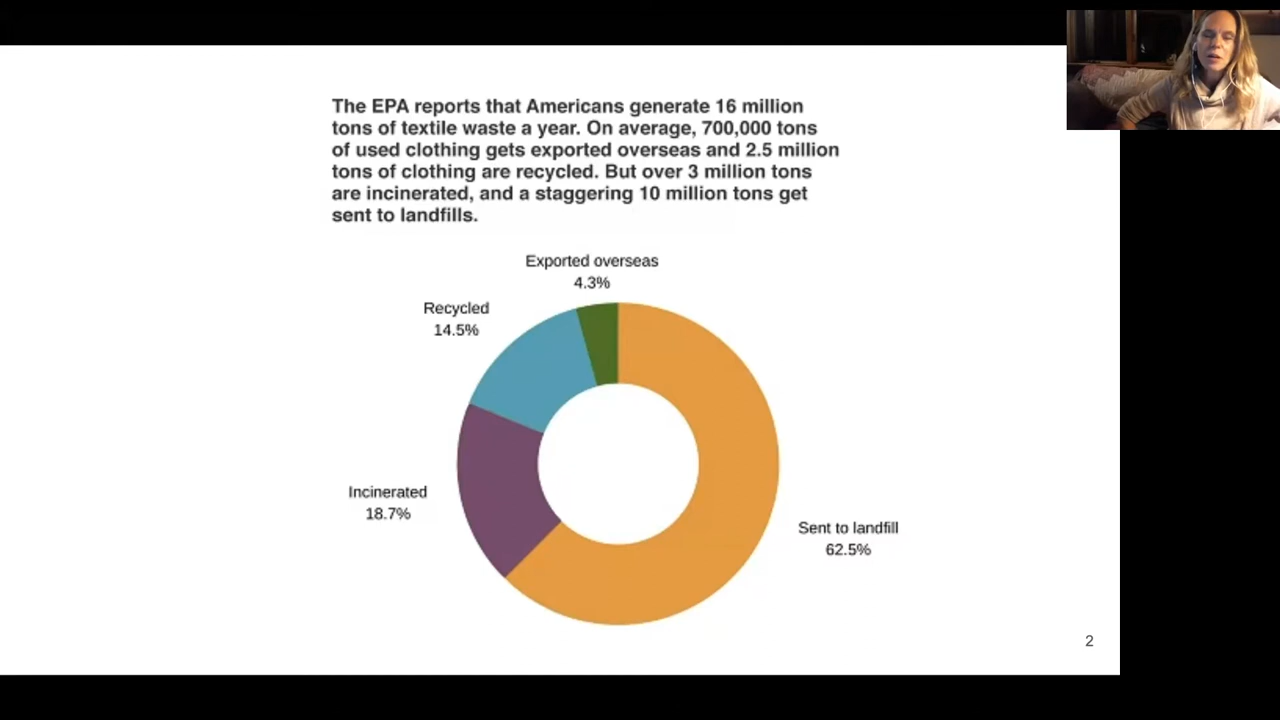 The EPA reports that Americans generate 16 million
tons of textile waste a year. On average, 700,000 tons
of used clothing gets exported overseas and 2.5 million
tons of clothing are recycled. But over 3 million tons
are incinerated, and a staggering 10 million tons get
sent to landfills.
Exported overseas
4.3%
Recycled
14.5%
Incinerated
18.7%
Sent to landfill
62.5%
2